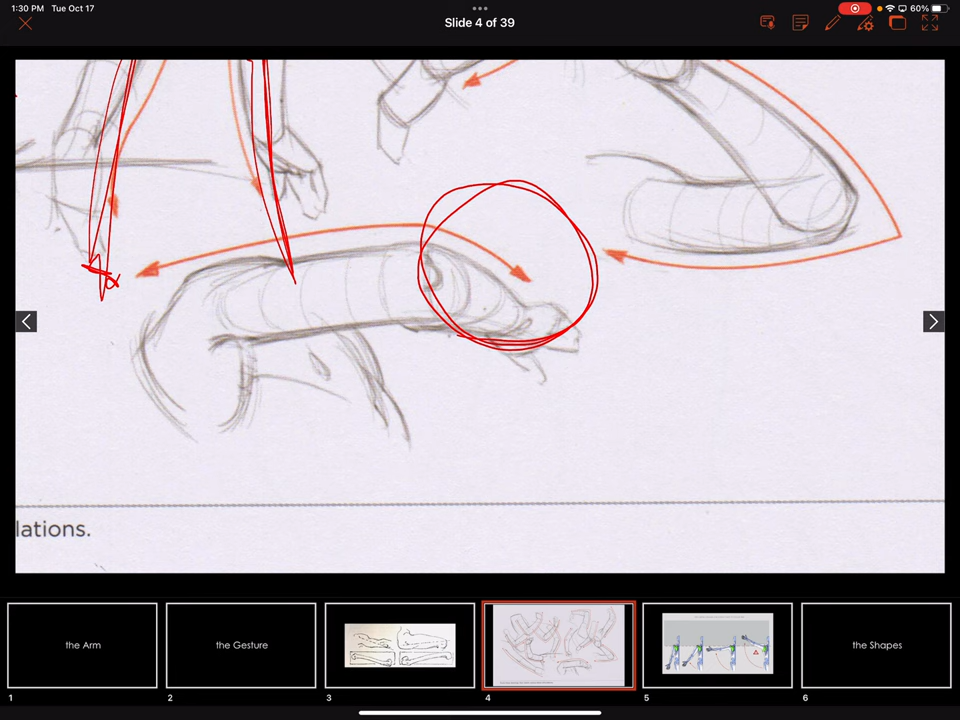 1:30 PM Tue Oct 17
60%
Slide 4 of 39
lations.
the Arm
the Gesture
the Shapes
1
2
3
4
5
6